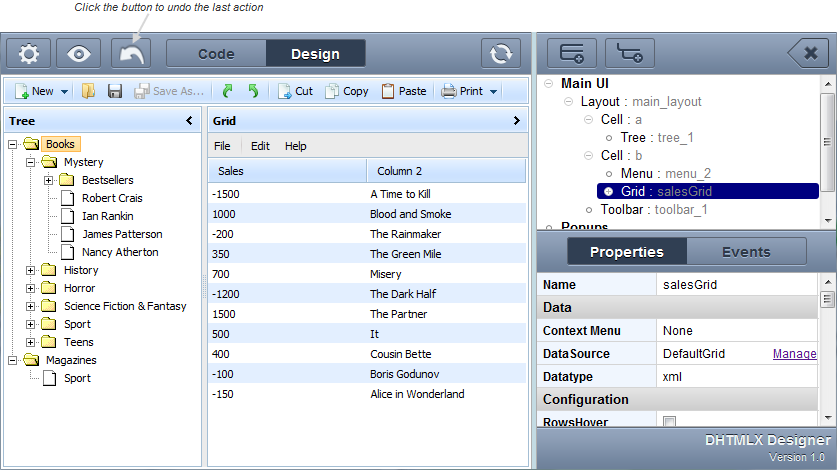 Click the button to undo the last action
Code
Design
New
Save As...
Cut
Copy
Paste
Print
Tree
Books
Mystery
Bestsellers
Robert Crais
Ian Rankin
James Patterson
Nancy Atherton
History
Horror
Science Fiction & Fantasy
Sport
Teens
Magazines
Sport
Grid
File Edit Help
Sales Column 2
-1500 A Time to Kill
1000 Blood and Smoke
-200 The Rainmaker
350 The Green Mile
700 Misery
-1200 The Dark Half
1500 The Partner
500 It
400 Cousin Bette
-100 Boris Godunov
-150 Alice in Wonderland
Main UI
Layout : main_layout
Cell : a
Tree : tree_1
Cell : b
Menu : menu_2
Grid : salesGrid
Toolbar : toolbar_1
Popups
Properties
Events
Name salesGrid
Data
Context Menu None
DataSource DefaultGrid Manage
Datatype xml
Configuration
RowsHover
DHTMLX Designer
Version 1.0